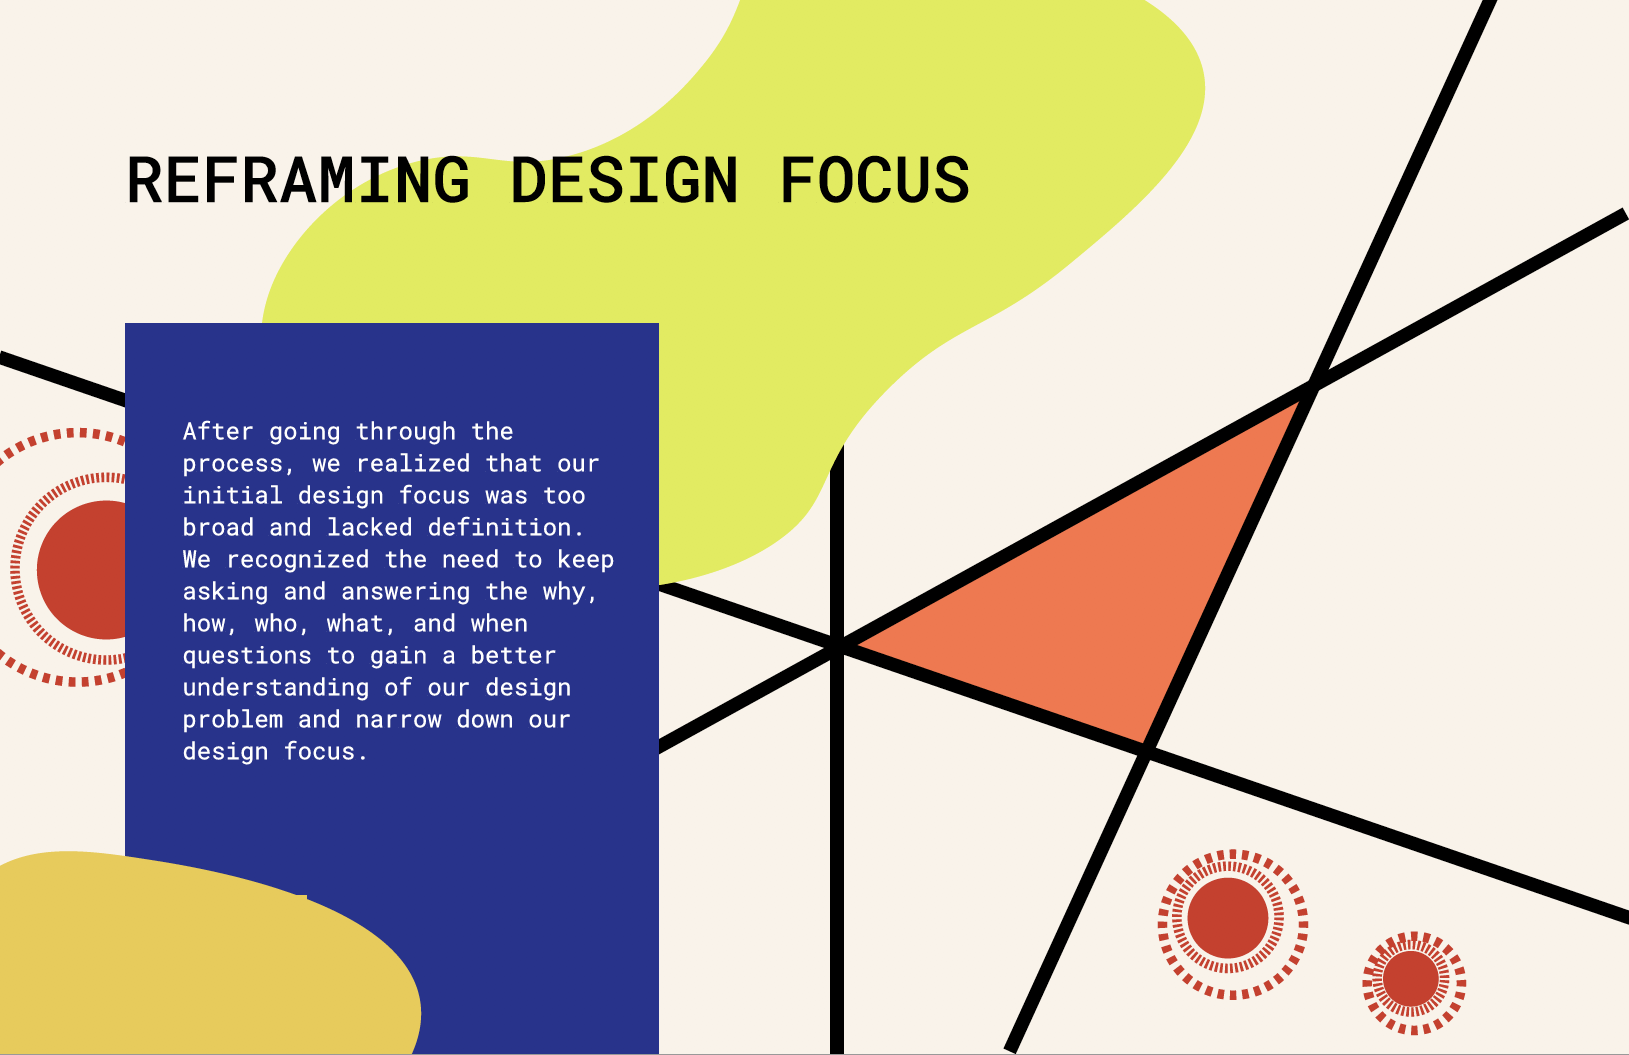 REFRAMING DESIGN FOCUS
After going through the
process, we realized that our
initial design focus was too
broad and lacked definition.
We recognized the need to keep
asking and answering the why,
how, who, what, and when
questions to gain a better
understanding of our design
problem and narrow down our
design focus.